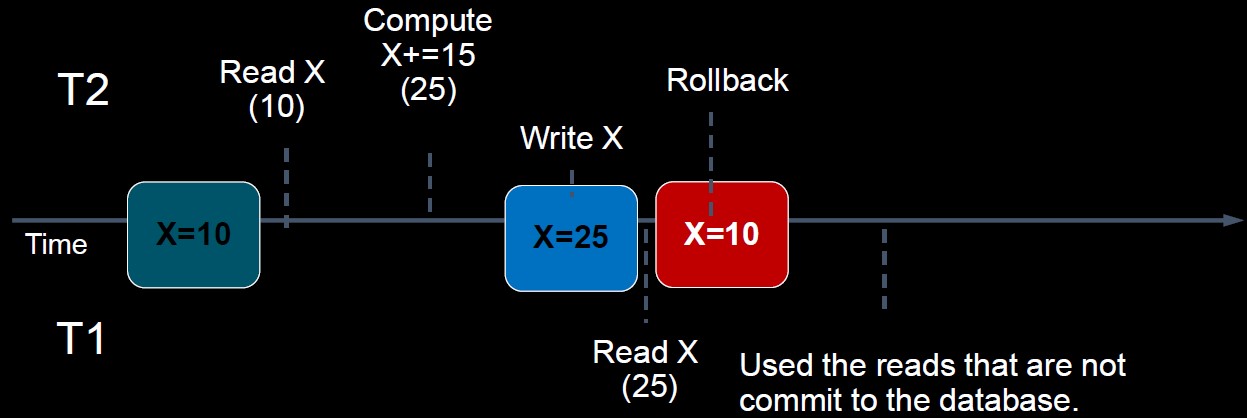 T2
Read X
(10)
Compute
X+=15
(25)
Write X
Rollback
X=10
X=25
X=10
Time
T1
Read X
(25)
Used the reads that are not
commit to the database.